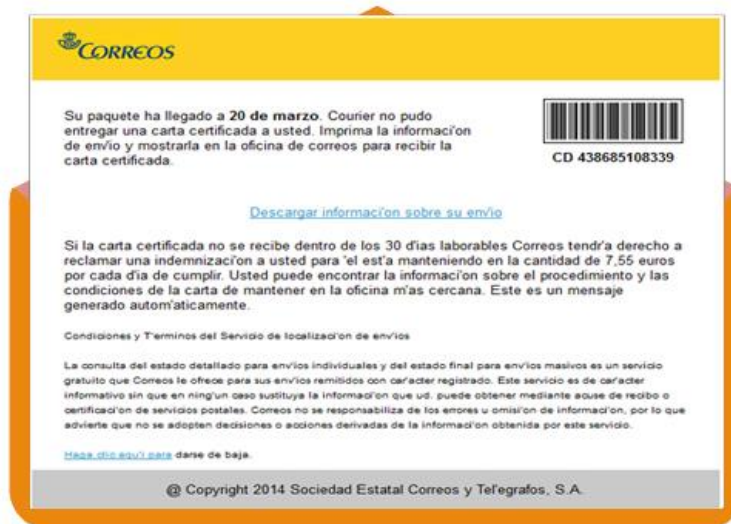 CORREOS
Su paquete ha llegado a 20 de marzo. Courier no pudo
entregar una carta certificada a usted. Imprima la informaci'on
de env/io y mostrarla en la oficina de correos para recibir la
carta certificada.
CD 438685108339
Descargar informaci'on sobre su env/io
Si la carta certificada no se recibe dentro de los 30 d'ias laborables Correos tendr'a derecho a
reclamar una indemnizaci'on a usted para 'el est'a manteniendo en la cantidad de 7,55 euros
por cada d'ia de cumplir. Usted puede encontrar la informaci'on sobre el procedimiento y las
condiciones de la carta de mantener en la oficina m'as cercana. Este es un mensaje
generado autom'aticamente.
Condiciones y T'erminos del Servicio de localizaci'on de env'ios
La consulta del estado detallado para env'ios individuales y del estado final para env'ios masivos es un servicio
gratuito que Correos le ofrece para sus env'ios remitidos con car'acter registrado. Este servicio es de car'acter
informativo sin que en ning'un caso sustituya la informaci'on que ud. puede obtener mediante acuse de recibo o
certificaci'on de servicios postales. Correos no se responsabiliza de los errores u omisi'on de informaci'on, por lo que
advierte que no se adopten decisiones o acciones derivadas de la informaci'on obtenida por este servicio.
Haga clic aqu'i para darse de baja.
@ Copyright 2014 Sociedad Estatal Correos y Tel'egrafos, S.A.